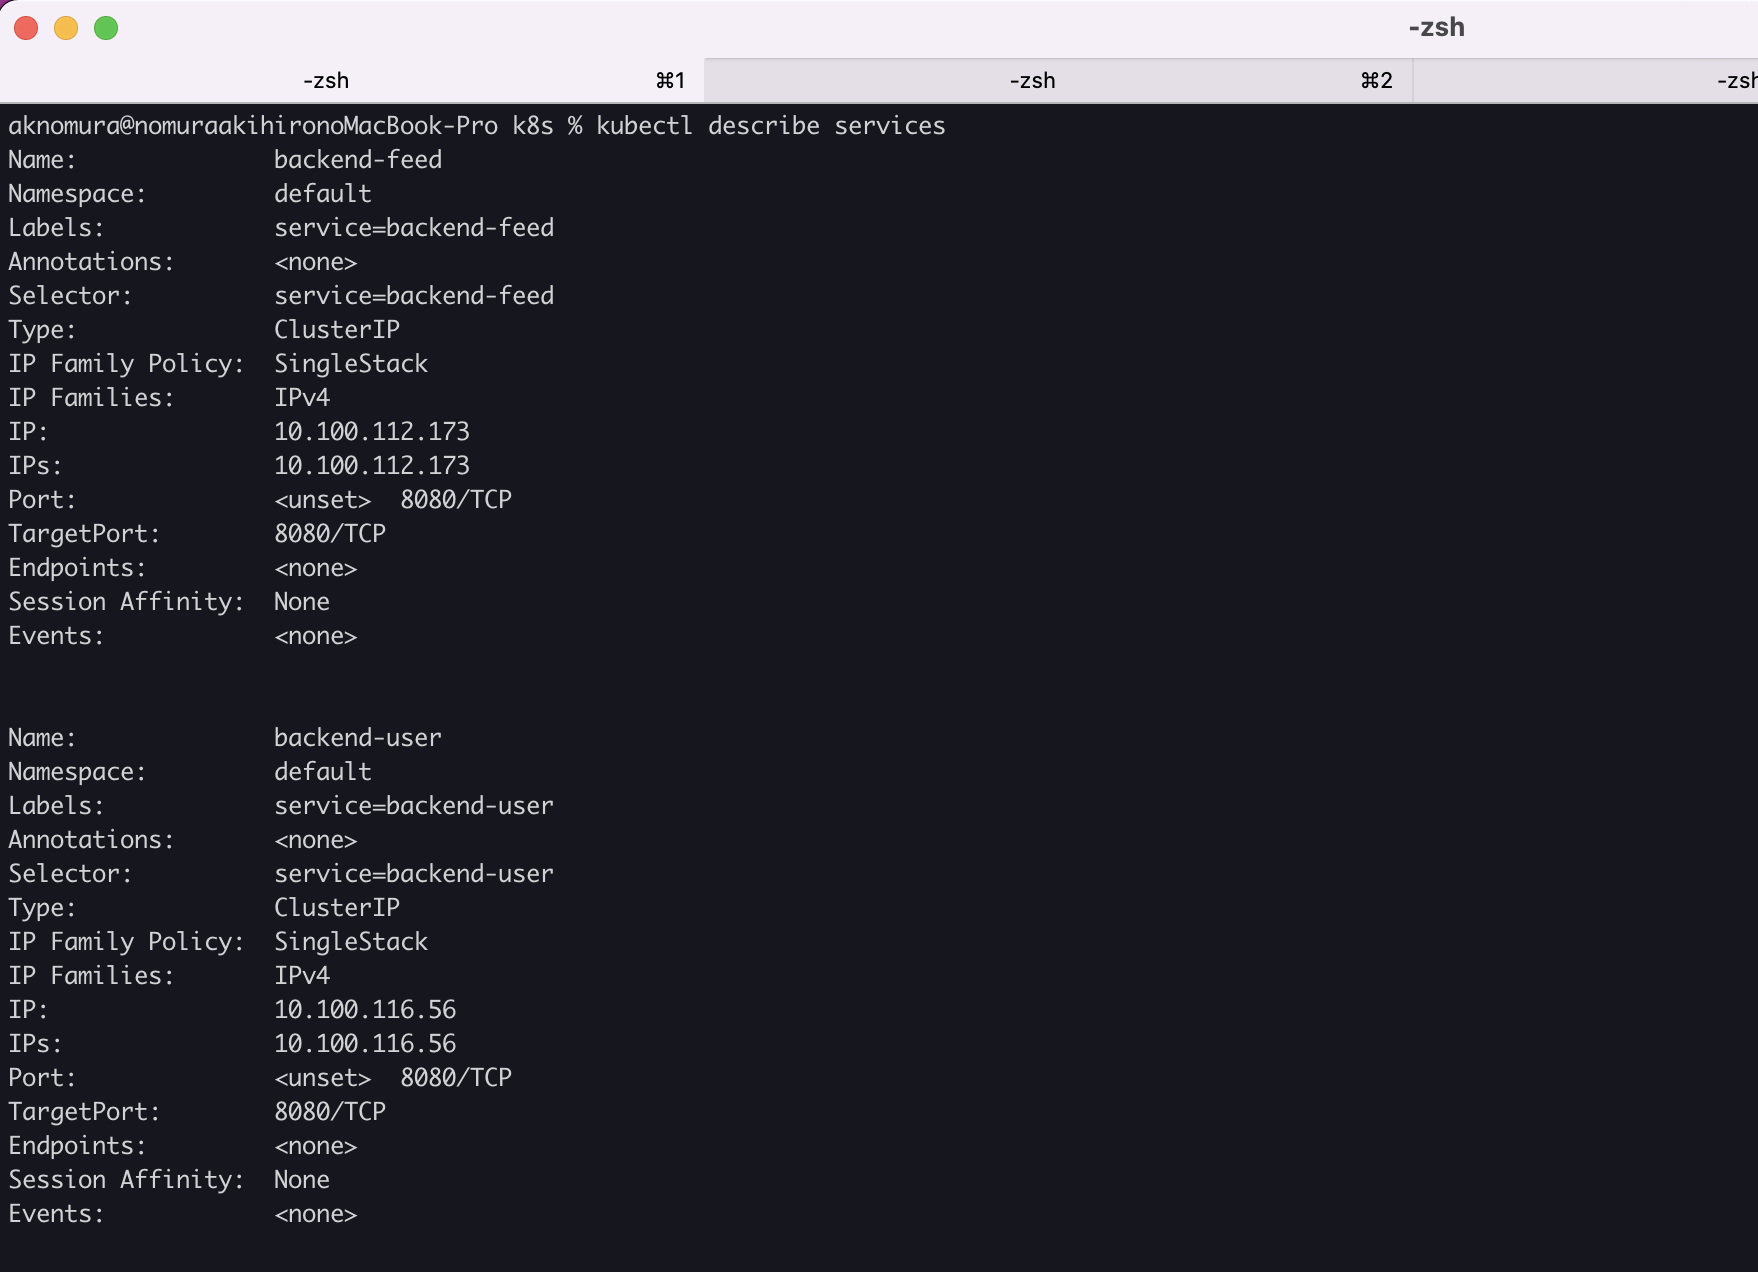 -zsh
-zsh ⌘1 -zsh ⌘2 -zsh
aknomura@nomuraakihironoMacBook-Pro k8s % kubectl describe services
Name: backend-feed
Namespace: default
Labels: service=backend-feed
Annotations: <none>
Selector: service=backend-feed
Type: ClusterIP
IP Family Policy: SingleStack
IP Families: IPv4
IP: 10.100.112.173
IPs: 10.100.112.173
Port: <unset> 8080/TCP
TargetPort: 8080/TCP
Endpoints: <none>
Session Affinity: None
Events: <none>
Name: backend-user
Namespace: default
Labels: service=backend-user
Annotations: <none>
Selector: service=backend-user
Type: ClusterIP
IP Family Policy: SingleStack
IP Families: IPv4
IP: 10.100.116.56
IPs: 10.100.116.56
Port: <unset> 8080/TCP
TargetPort: 8080/TCP
Endpoints: <none>
Session Affinity: None
Events: <none>